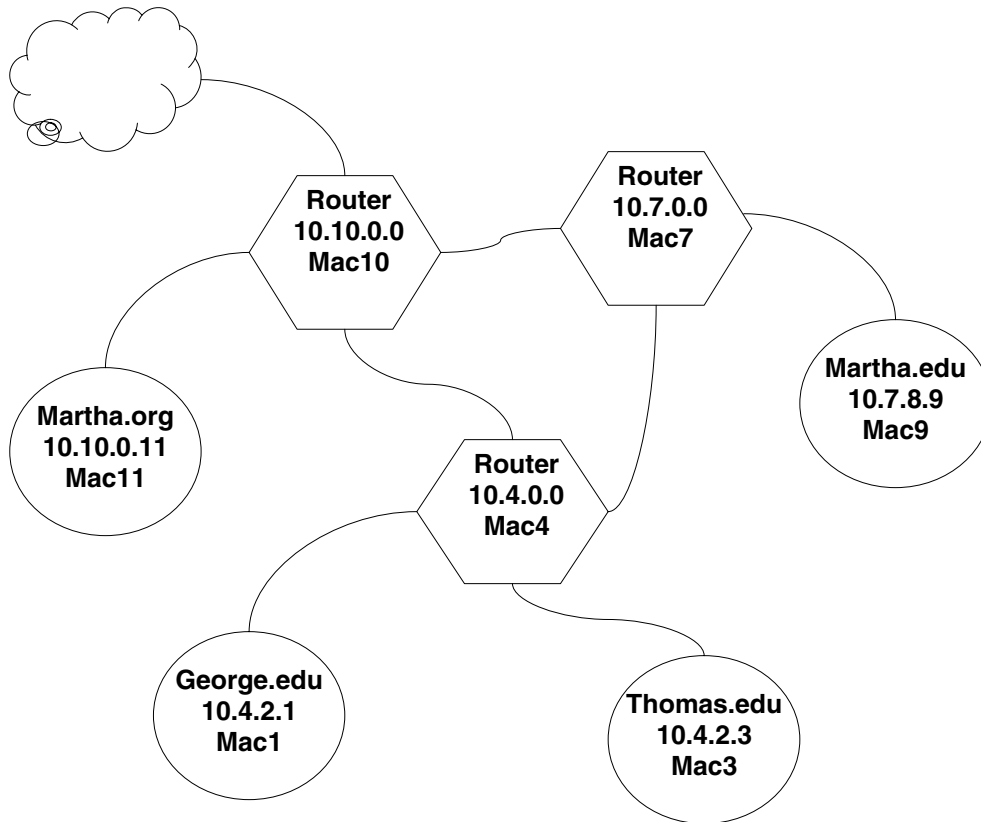 Router
10.10.0.0
Mac10
Router
10.7.0.0
Mac7
Martha.org
10.10.0.11
Mac11
Martha.edu
10.7.8.9
Mac9
Router
10.4.0.0
Mac4
George.edu
10.4.2.1
Mac1
Thomas.edu
10.4.2.3
Mac3